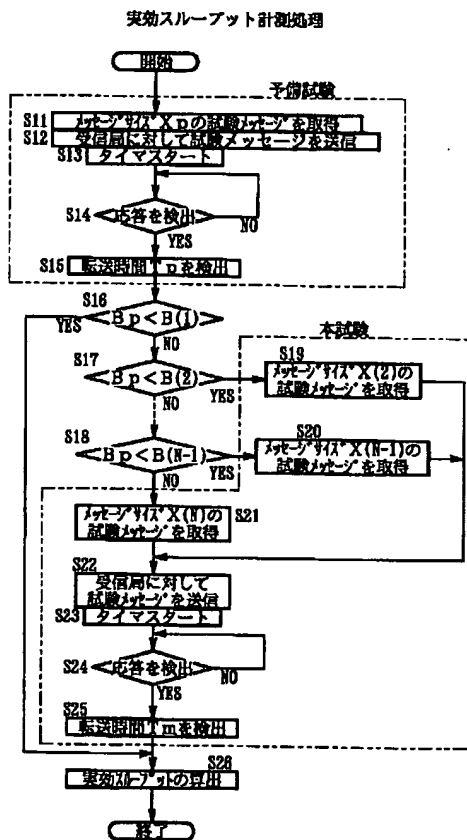 実効スループット計測処理
開始
予備試験
S11
メッセージサイズXpの試験メッセージを取得
S12
受信局に対して試験メッセージを送信
S13
タイマスタート
S14
応答を検出
NO
YES
S15
転送時間Tpを検出
S16
YES
Bp<B(1)
NO
本試験
S17
Bp<B(2)
YES
NO
S19
メッセージサイズX(2)の
試験メッセージを取得
S18
Bp<B(N-1)
YES
NO
S20
メッセージサイズX(N-1)の
試験メッセージを取得
メッセージサイズX(N)の
試験メッセージを取得
S21
S22
受信局に対して
試験メッセージを送信
S23
タイマスタート
S24
応答を検出
NO
YES
S25
転送時間Tmを検出
S26
実効スループットの算出
終了